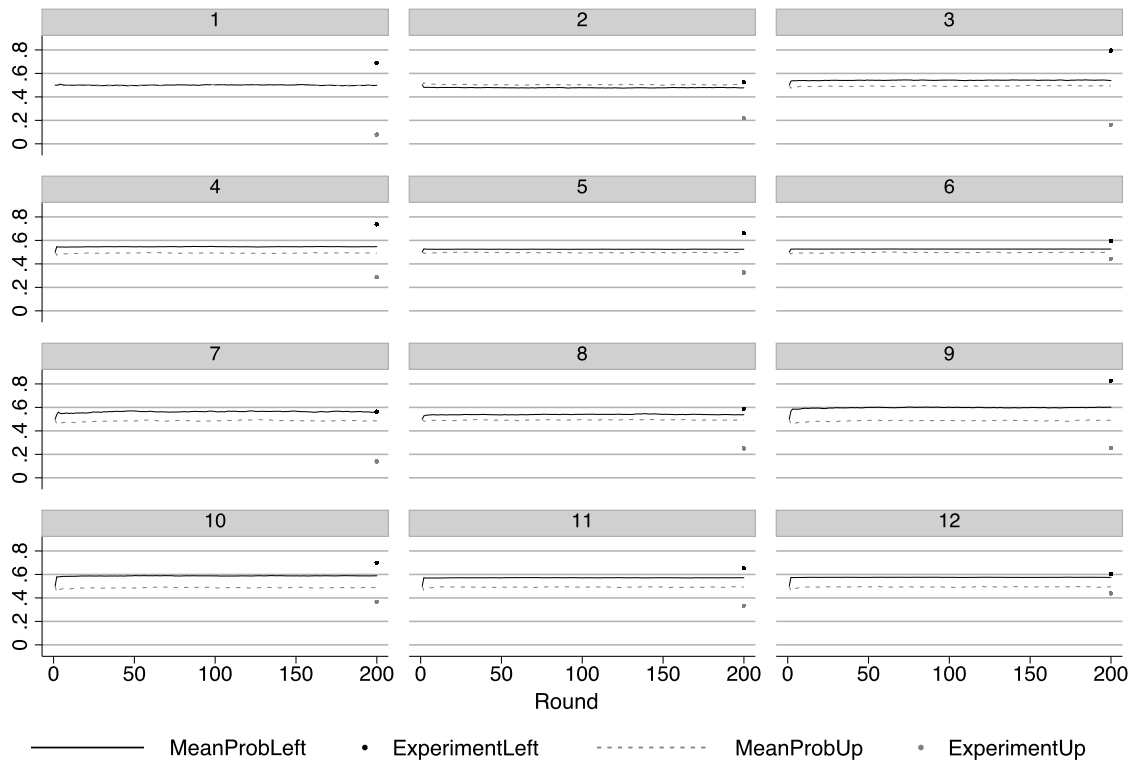 1 2 3
0 .2 .4 .6 .8
4 5 6
0 .2 .4 .6 .8
7 8 9
0 .2 .4 .6 .8
10 11 12
0 .2 .4 .6 .8
0 50 100 150 200 0 50 100 150 200 0 50 100 150 200
Round
MeanProbLeft ExperimentLeft MeanProbUp ExperimentUp